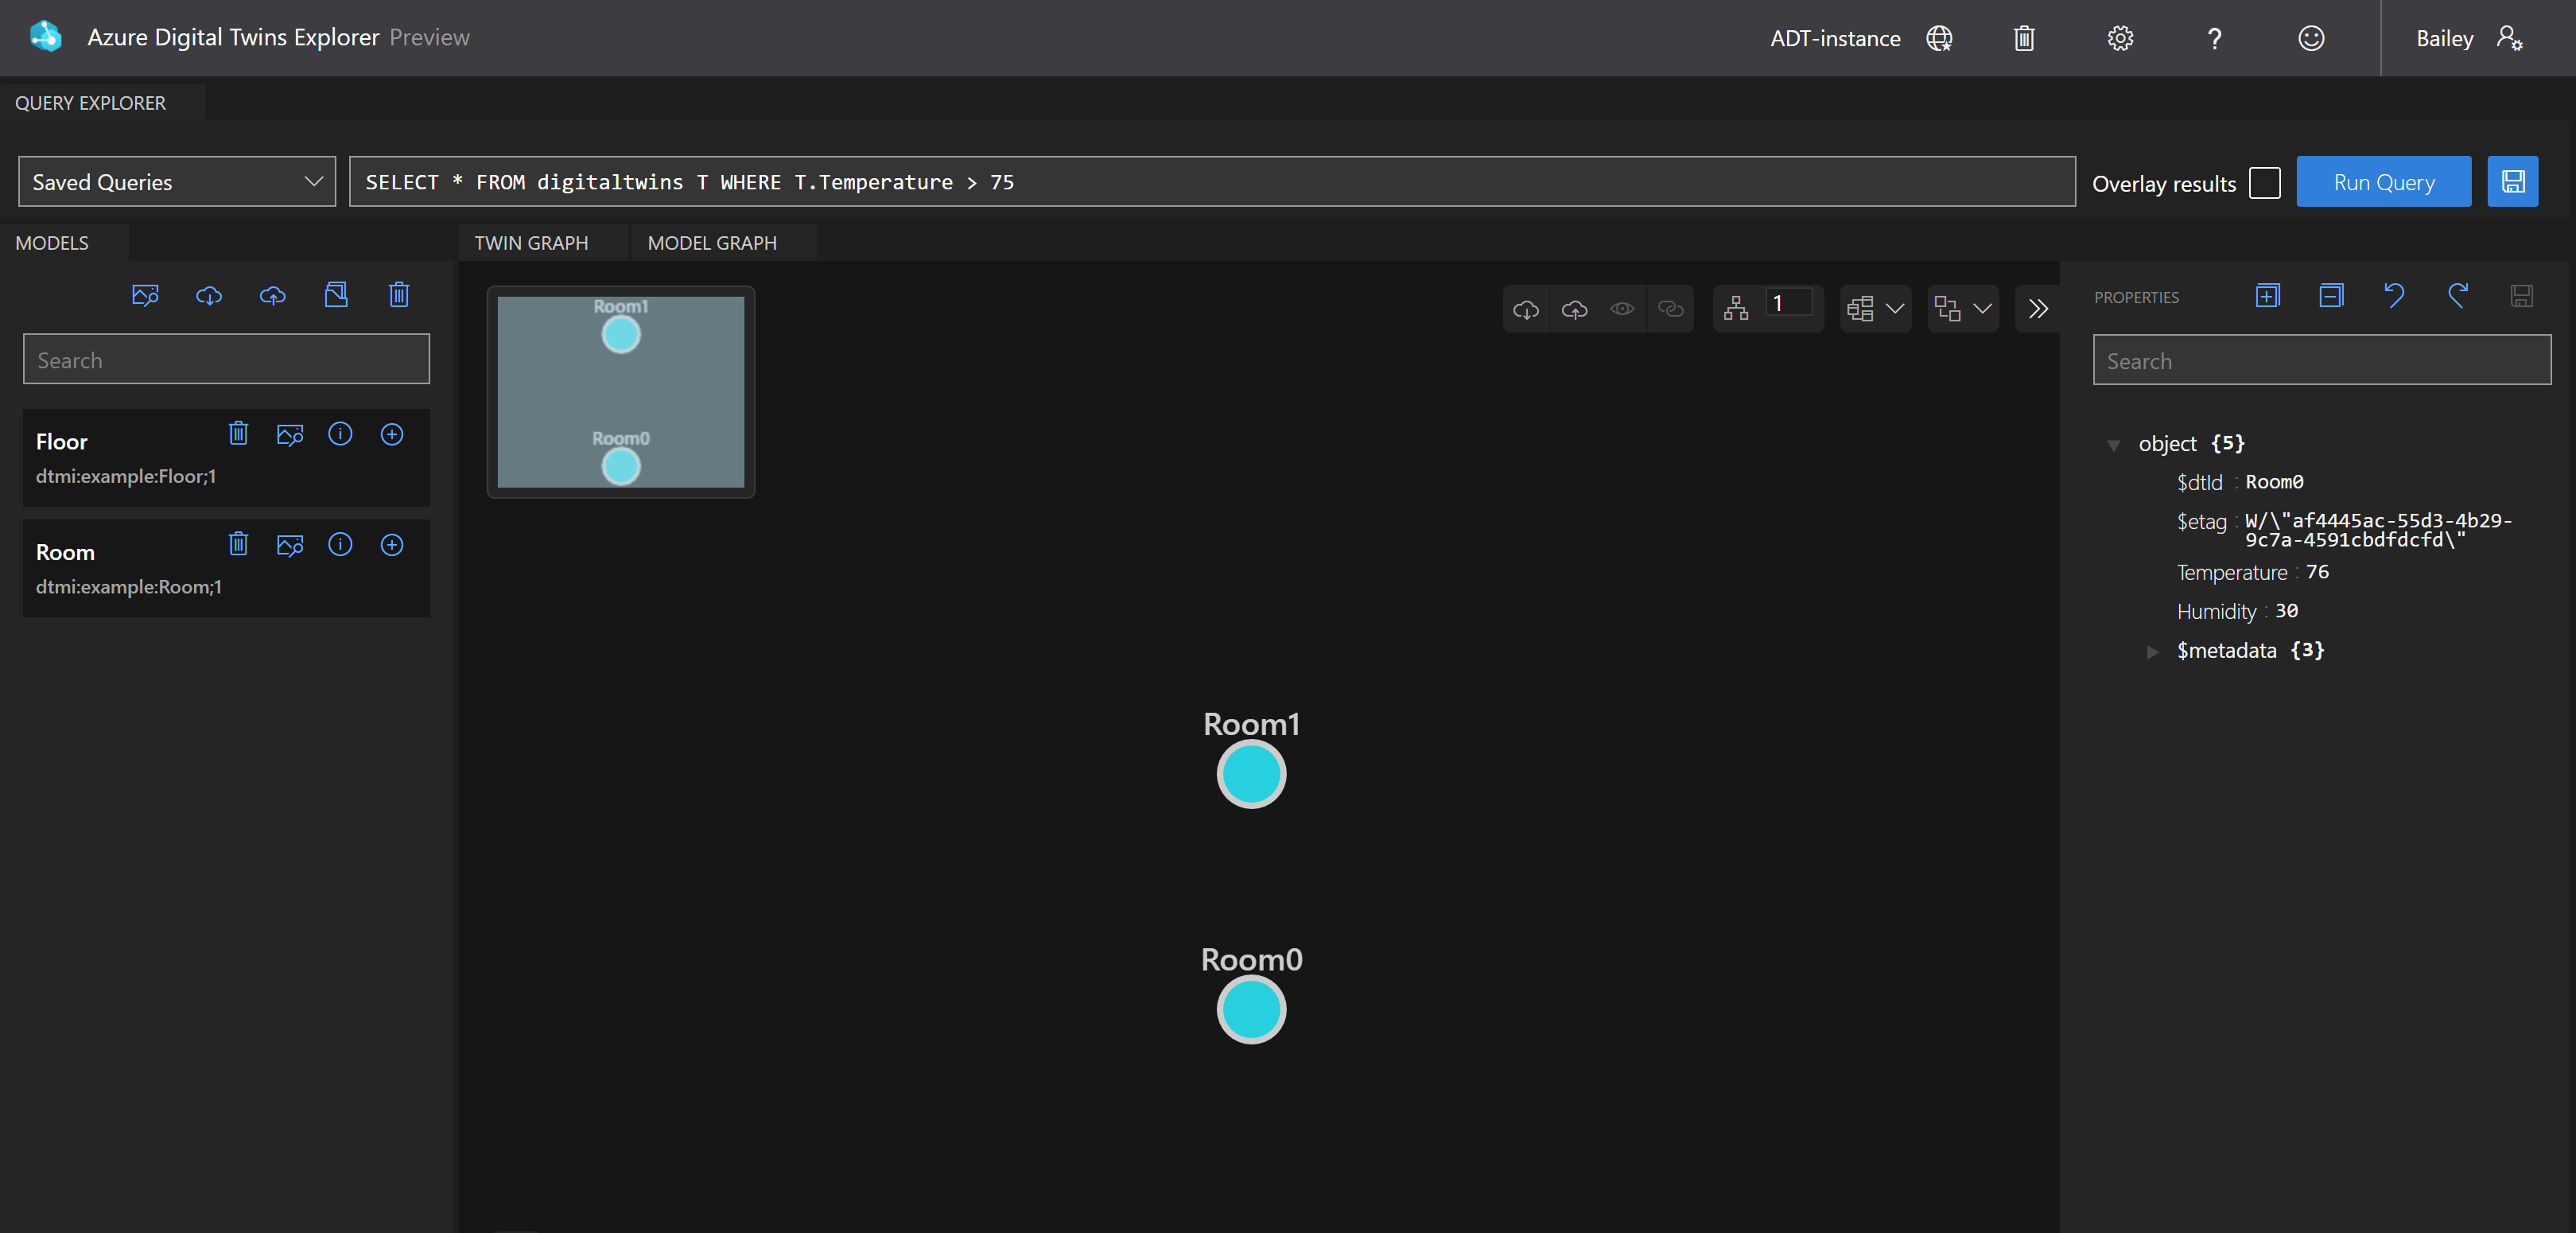 Azure Digital Twins Explorer Preview
ADT-instance
?
Bailey
QUERY EXPLORER
Saved Queries
SELECT * FROM digitaltwins T WHERE T.Temperature > 75
Overlay results
Run Query
MODELS
TWIN GRAPH
MODEL GRAPH
Search
Floor
dtmi:example:Floor;1
Room
dtmi:example:Room;1
Room1
Room0
1
Room1
Room0
PROPERTIES
Search
object {5}
$dtId : Room0
$etag : W/\"af4445ac-55d3-4b29-
9c7a-4591cbdfdcfd\"
Temperature : 76
Humidity : 30
$metadata {3}